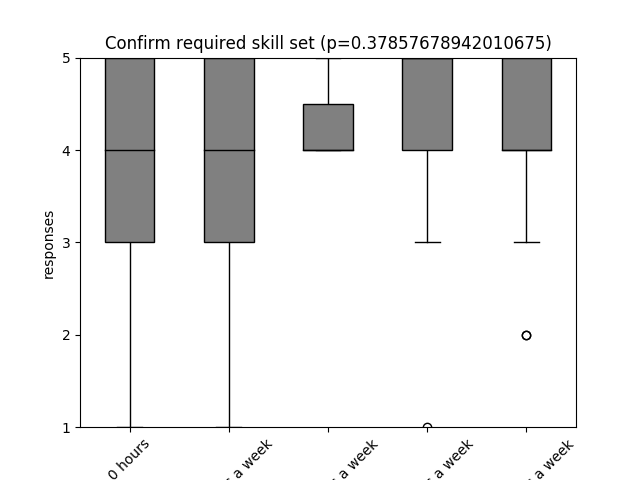 Confirm required skill set (p=0.37857678942010675)
5
4
3
2
1
responses
0 hours
a week
a week
a week
a week